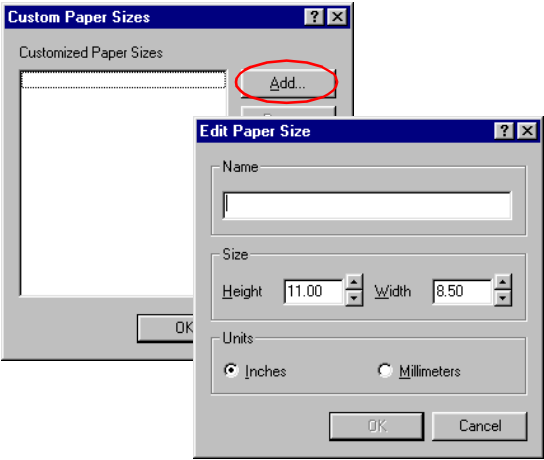 Custom Paper Sizes
Customized Paper Sizes
Add...
OK
Edit Paper Size
Name
Size
Height 11.00 Width 8.50
Units
Inches Millimeters
OK Cancel